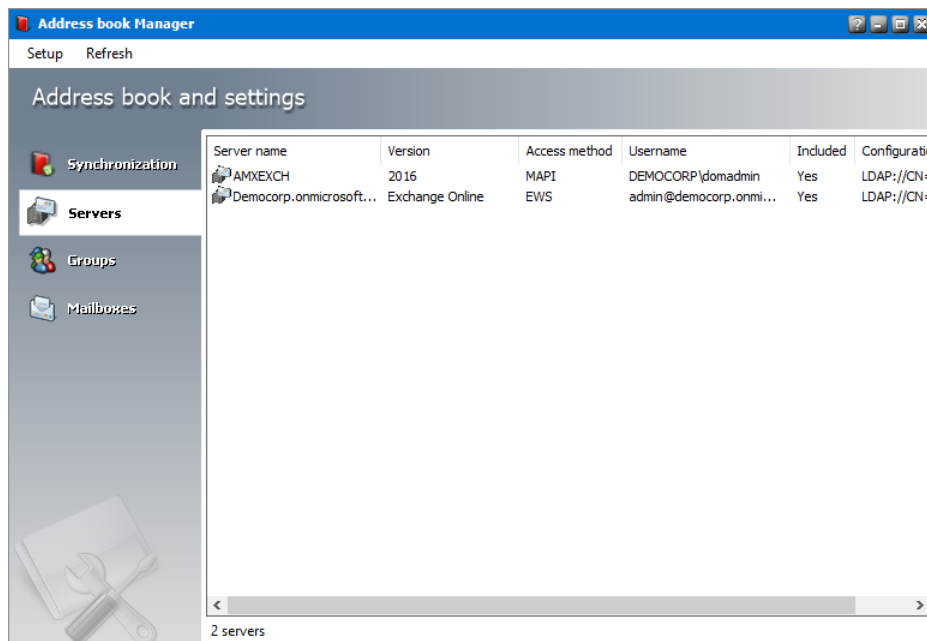 Address book Manager
Setup Refresh
Address book and settings
Synchronization
Servers
Groups
Mailboxes
Server name Version Access method Username Included Configurati
AMXEXCH 2016 MAPI DEMOCORP\domadmin Yes LDAP://CN=
Democorp.onmicrosoft... Exchange Online EWS admin@democorp.onmi... Yes LDAP://CN=
2 servers